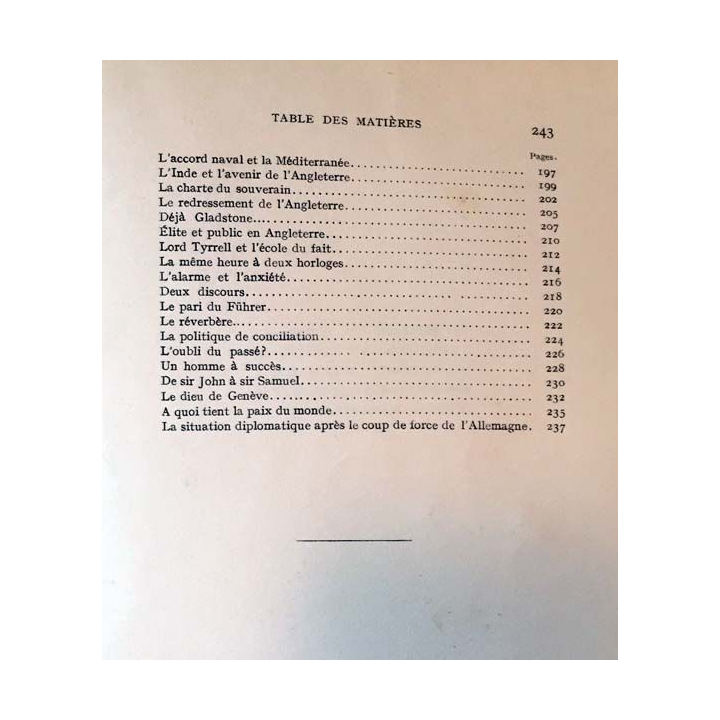 TABLE DES MATIÈRES 243
Pages.
L'accord naval et la Méditerranée 197
L'Inde et l'avenir de l'Angleterre 199
La charte du souverain 202
Le redressement de l'Angleterre 205
Déjà Gladstone... 207
Élite et public en Angleterre 210
Lord Tyrrell et l'école du fait 212
La même heure à deux horloges 214
L'alarme et l'anxiété 216
Deux discours 218
Le pari du Führer 220
Le réverbère 222
La politique de conciliation 224
L'oubli du passé? 226
Un homme à succès 228
De sir John à sir Samuel 230
Le dieu de Genève 232
A quoi tient la paix du monde 235
La situation diplomatique après le coup de force de l'Allemagne. 237